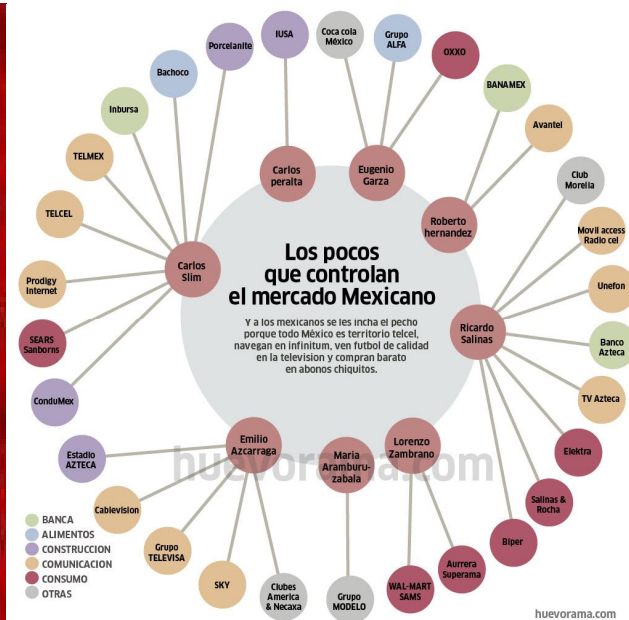 Los pocos
que controlan
el mercado Mexicano
Y a los mexicanos se les incha el pecho
porque todo México es territorio telcel,
navegan en infinitum, ven futbol de calidad
en la television y compran barato
en abonos chiquitos.
Carlos
peralta
IUSA
Eugenio
Garza
Coca cola
México
Grupo
ALFA
OXXO
Roberto
hernandez
BANAMEX
Avantel
Ricardo
Salinas
Club
Morelia
Movil access
Radio cel
Unefon
Banco
Azteca
TV Azteca
Elektra
Salinas &
Rocha
Biper
Lorenzo
Zambrano
Aurrera
Superama
WAL-MART
SAMS
Maria
Aramburu-
zabala
Grupo
MODELO
Emilio
Azcarraga
Clubes
America
& Necaxa
SKY
Grupo
TELEVISA
Cablevision
Estadio
AZTECA
Carlos
Slim
ConduMex
SEARS
Sanborns
Prodigy
Internet
TELCEL
TELMEX
Inbursa
Bachoco
Porcelanite
huevorama.com
BANCA
ALIMENTOS
CONSTRUCCION
COMUNICACION
CONSUMO
OTRAS
huevorama.com